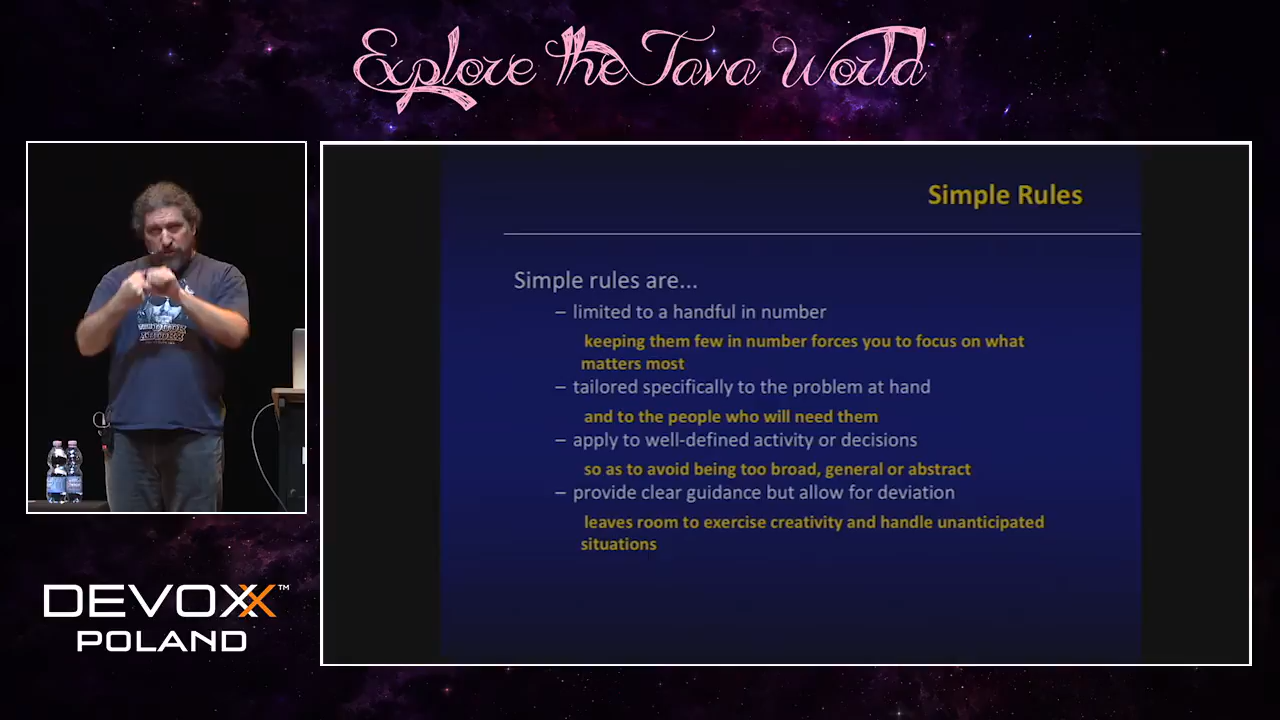 Explore the Java World
Simple Rules
Simple rules are...
– limited to a handful in number
keeping them few in number forces you to focus on what
matters most
– tailored specifically to the problem at hand
and to the people who will need them
– apply to well-defined activity or decisions
so as to avoid being too broad, general or abstract
– provide clear guidance but allow for deviation
leaves room to exercise creativity and handle unanticipated
situations
DEVOXX™
POLAND